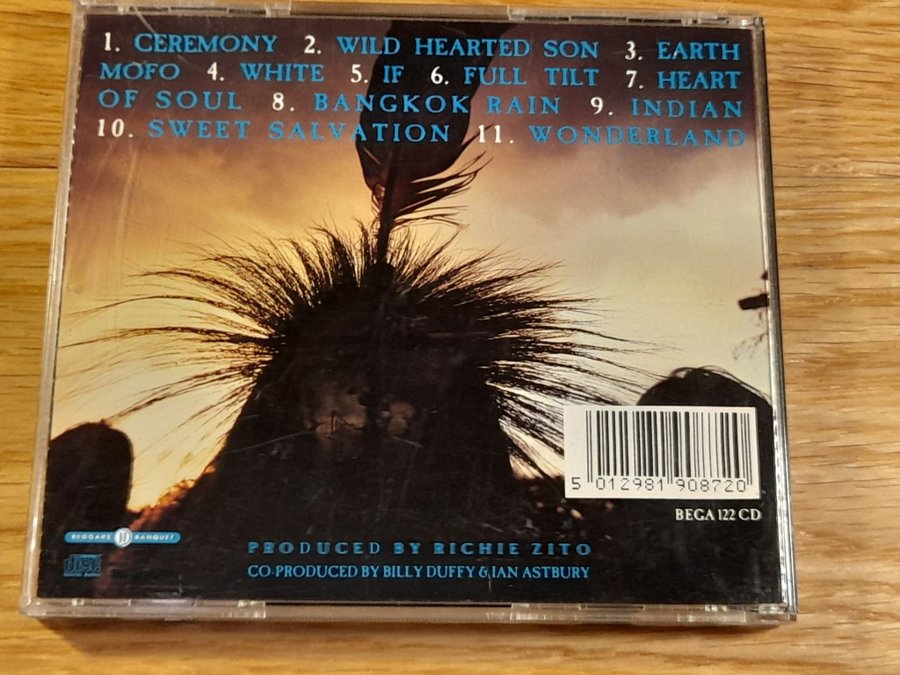 1. CEREMONY 2. WILD HEARTED SON 3. EARTH
MOFO 4. WHITE 5. IF 6. FULL TILT 7. HEART
OF SOUL 8. BANGKOK RAIN 9. INDIAN
10. SWEET SALVATION 11. WONDERLAND
5 012981 908720
BEGA 122 CD
BEGGARS BANQUET
PRODUCED BY RICHIE ZITO
CO-PRODUCED BY BILLY DUFFY & IAN ASTBURY
disc